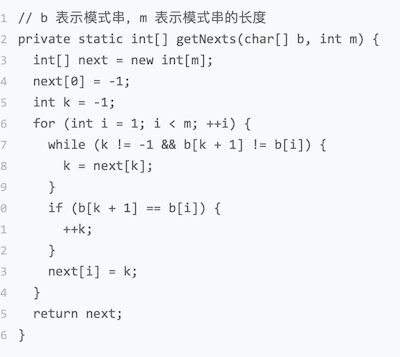 1 // b 表示模式串，m 表示模式串的长度
2 private static int[] getNexts(char[] b, int m) {
3   int[] next = new int[m];
4   next[0] = -1;
5   int k = -1;
6   for (int i = 1; i < m; ++i) {
7     while (k != -1 && b[k + 1] != b[i]) {
8       k = next[k];
9     }
0     if (b[k + 1] == b[i]) {
1       ++k;
2     }
3     next[i] = k;
4   }
5   return next;
6 }